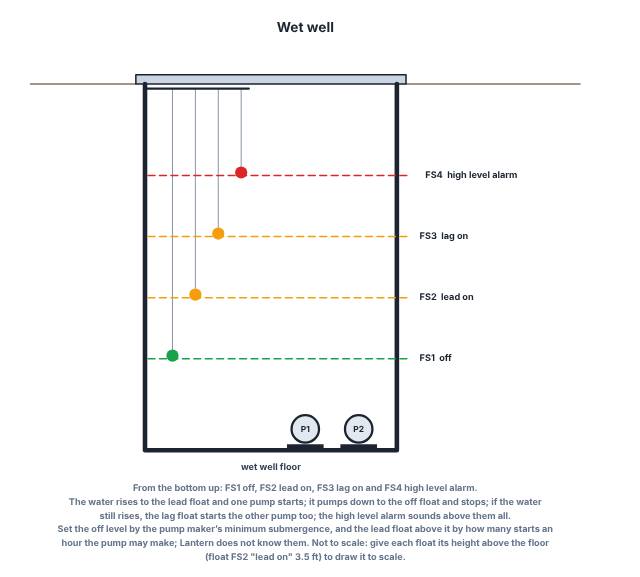 Wet well
FS4 high level alarm
FS3 lag on
FS2 lead on
FS1 off
P1
P2
wet well floor
From the bottom up: FS1 off, FS2 lead on, FS3 lag on and FS4 high level alarm.
The water rises to the lead float and one pump starts; it pumps down to the off float and stops; if the water
still rises, the lag float starts the other pump too; the high level alarm sounds above them all.
Set the off level by the pump maker's minimum submergence, and the lead float above it by how many starts an
hour the pump may make; Lantern does not know them. Not to scale: give each float its height above the floor
(float FS2 "lead on" 3.5 ft) to draw it to scale.